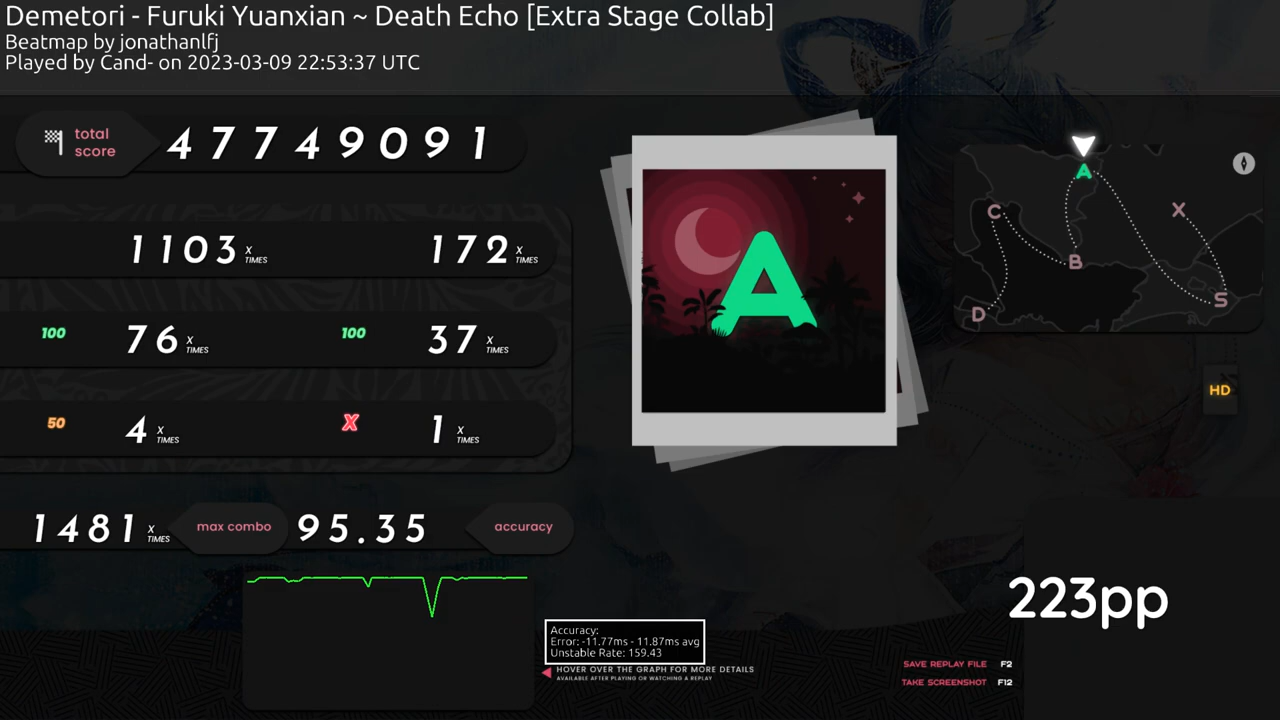 Demetori - Furuki Yuanxian ~ Death Echo [Extra Stage Collab]
Beatmap by jonathanlfj
Played by Cand- on 2023-03-09 22:53:37 UTC
total
score
47749091
1103 X TIMES
172 X TIMES
100 76 X TIMES
100 37 X TIMES
50 4 X TIMES
X 1 X TIMES
1481 X TIMES max combo
95.35 accuracy
A
A
C
X
B
S
D
HD
223pp
Accuracy:
Error: -11.77ms - 11.87ms avg
Unstable Rate: 159.43
HOVER OVER THE GRAPH FOR MORE DETAILS
AVAILABLE AFTER PLAYING OR WATCHING A REPLAY
SAVE REPLAY FILE F2
TAKE SCREENSHOT F12